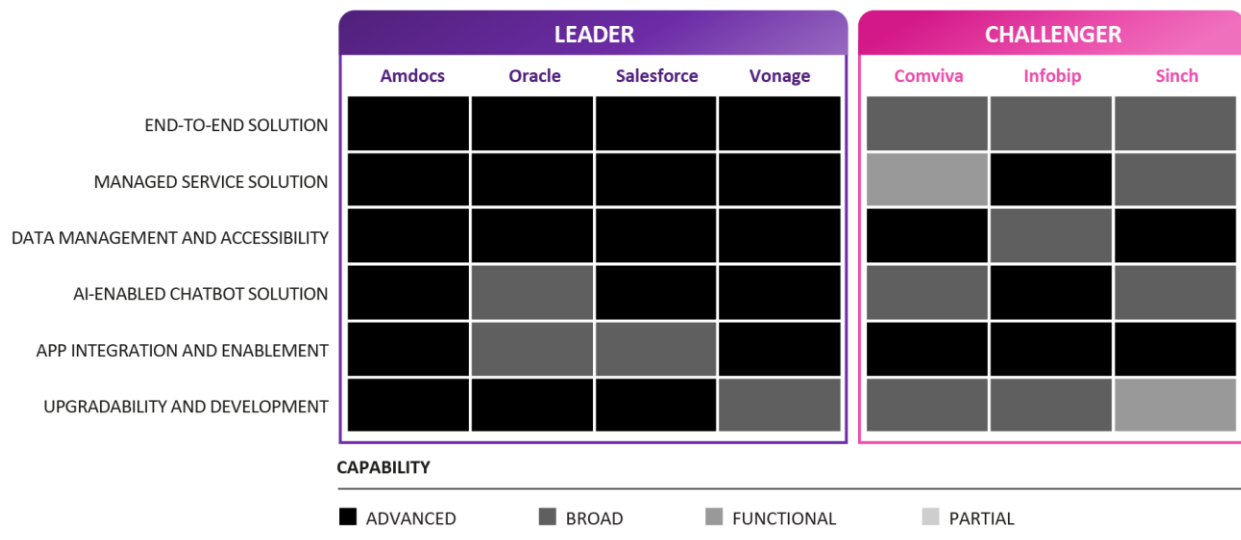 LEADER CHALLENGER
Amdocs Oracle Salesforce Vonage Comviva Infobip Sinch
END-TO-END SOLUTION
MANAGED SERVICE SOLUTION
DATA MANAGEMENT AND ACCESSIBILITY
AI-ENABLED CHATBOT SOLUTION
APP INTEGRATION AND ENABLEMENT
UPGRADABILITY AND DEVELOPMENT
CAPABILITY
ADVANCED BROAD FUNCTIONAL PARTIAL